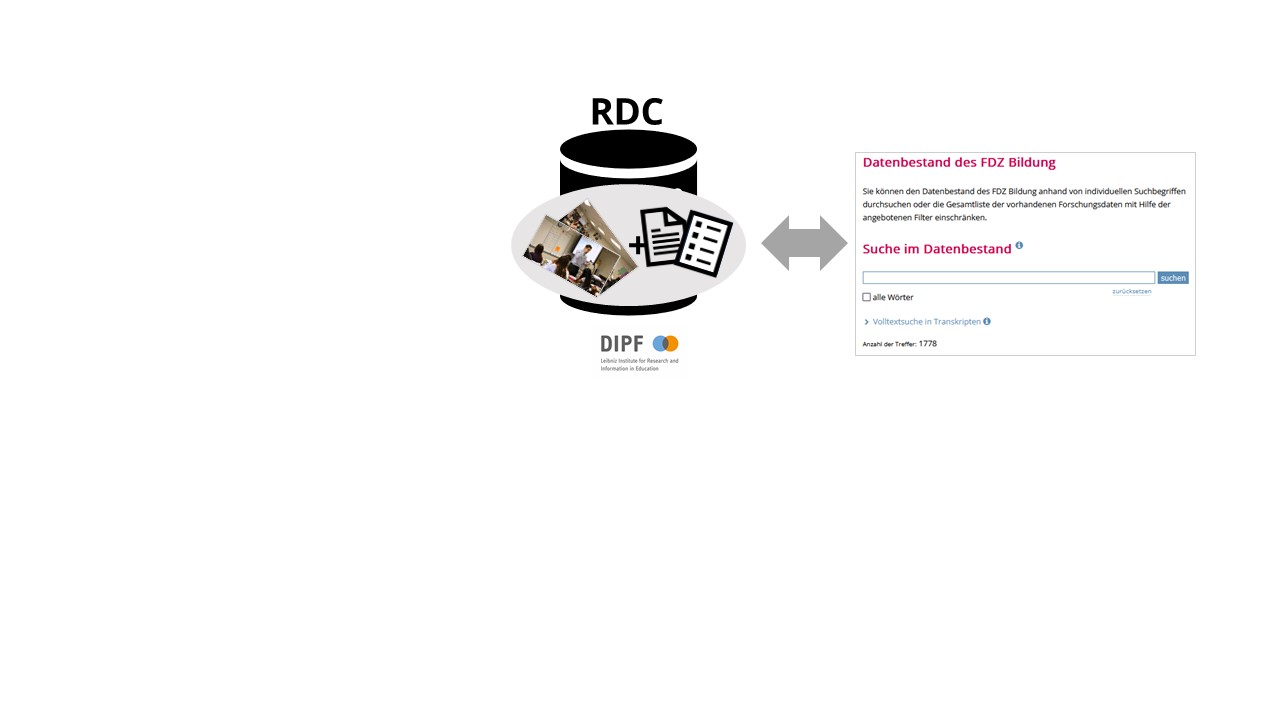 RDC
+
DIPF
Leibniz Institute for Research and
Information in Education
Datenbestand des FDZ Bildung
Sie können den Datenbestand des FDZ Bildung anhand von individuellen Suchbegriffen
durchsuchen oder die Gesamtliste der vorhandenen Forschungsdaten mit Hilfe der
angebotenen Filter einschränken.
Suche im Datenbestand
suchen
zurücksetzen
alle Wörter
Volltextsuche in Transkripten
Anzahl der Treffer: 1778